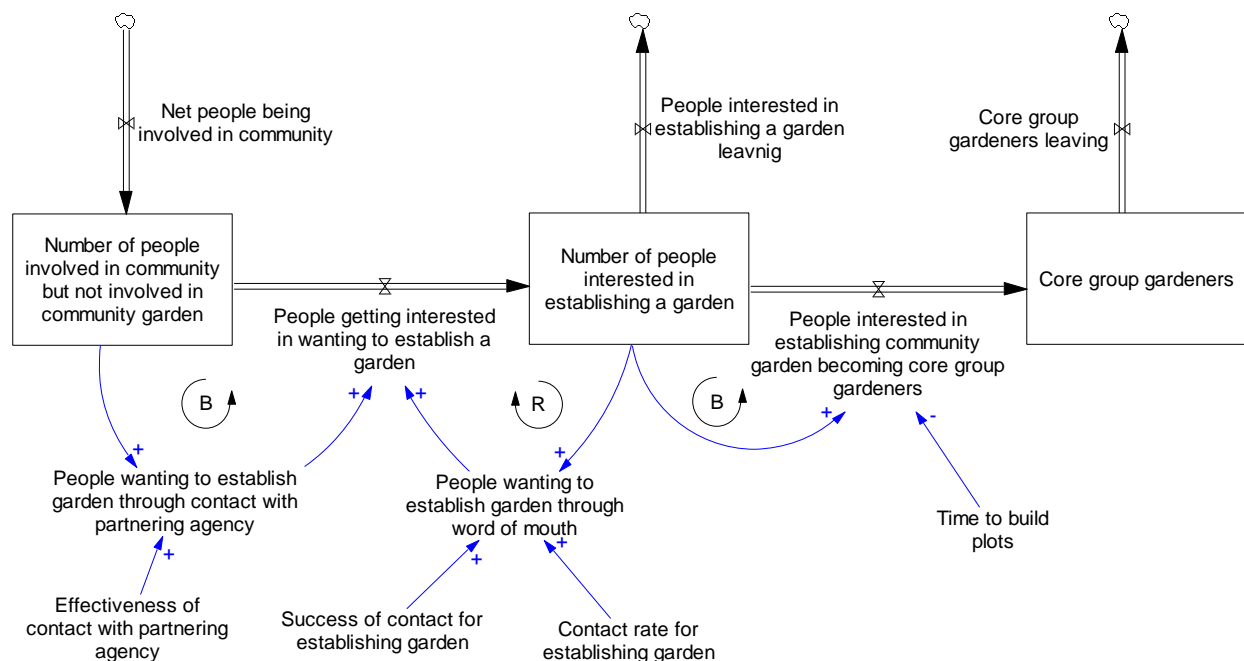 Net people being
involved in community
People interested in
establishing a garden
leavnig
Core group
gardeners leaving
Number of people
involved in community
but not involved in
community garden
Number of people
interested in
establishing a garden
Core group gardeners
People getting interested
in wanting to establish a
garden
People interested in
establishing community
garden becoming core group
gardeners
B
R
B
+
+
+
-
+
+
+
People wanting to establish
garden through contact with
partnering agency
People wanting to
establish garden through
word of mouth
Time to build
plots
+
+
+
Effectiveness of
contact with partnering
agency
Success of contact for
establishing garden
Contact rate for
establishing garden